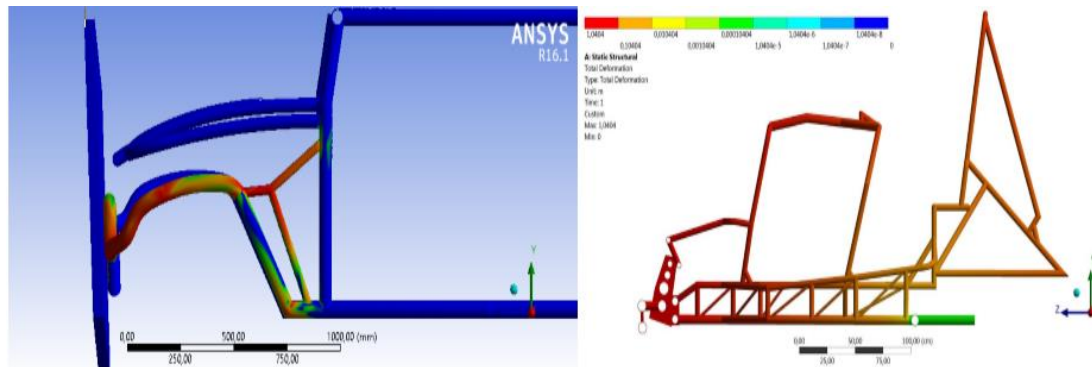 ANSYS
R16.1
Y
0,00 500,00 1000,00 (mm)
250,00 750,00
1,0404 0,010404 0,00010404 1,0404e-6 1,0404e-8
0,10404 0,0010404 1,0404e-5 1,0404e-7 0
A: Static Structural
Total Deformation
Type: Total Deformation
Unit: m
Time: 1
Custom
Max: 1,0404
Min: 0
Z
0,00 50,00 100,00 (cm)
25,00 75,00